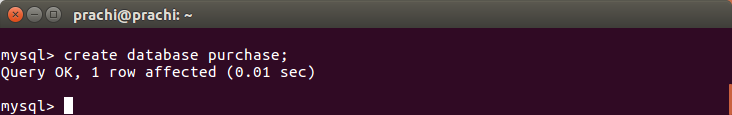 prachi@prachi: ~
mysql> create database purchase;
Query OK, 1 row affected (0.01 sec)
mysql>